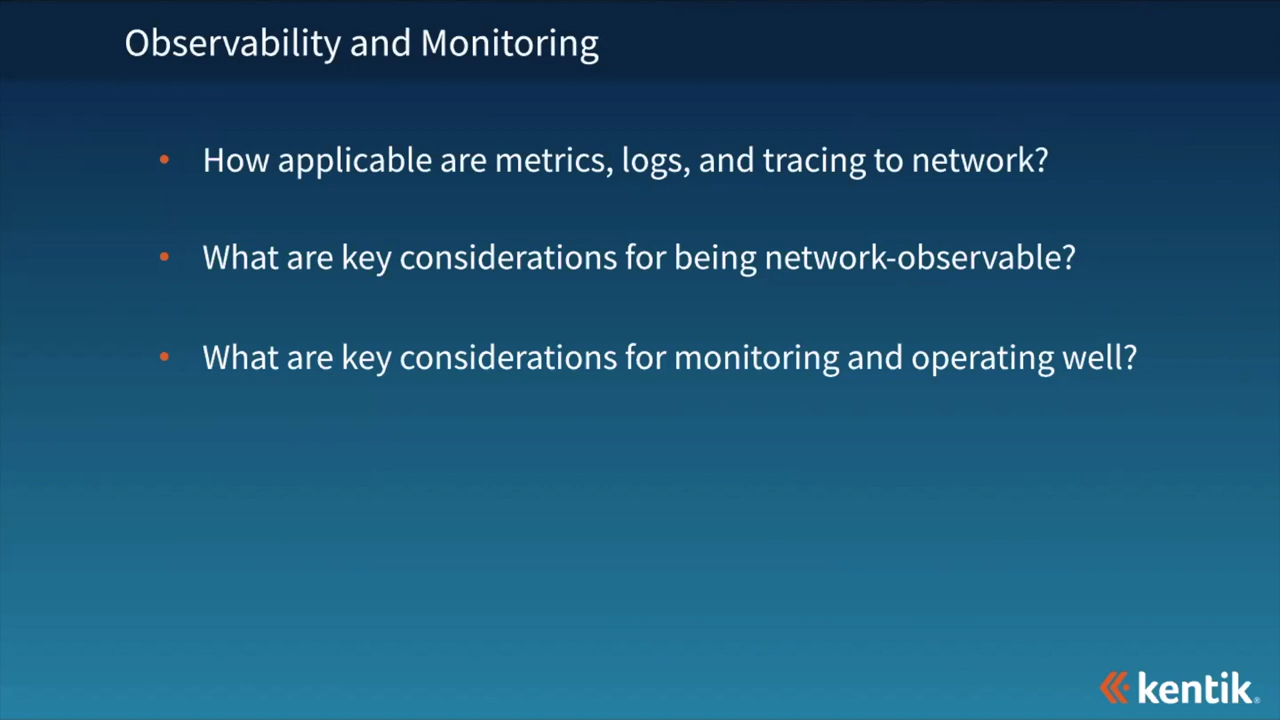 Observability and Monitoring
• How applicable are metrics, logs, and tracing to network?
• What are key considerations for being network-observable?
• What are key considerations for monitoring and operating well?
kentik®